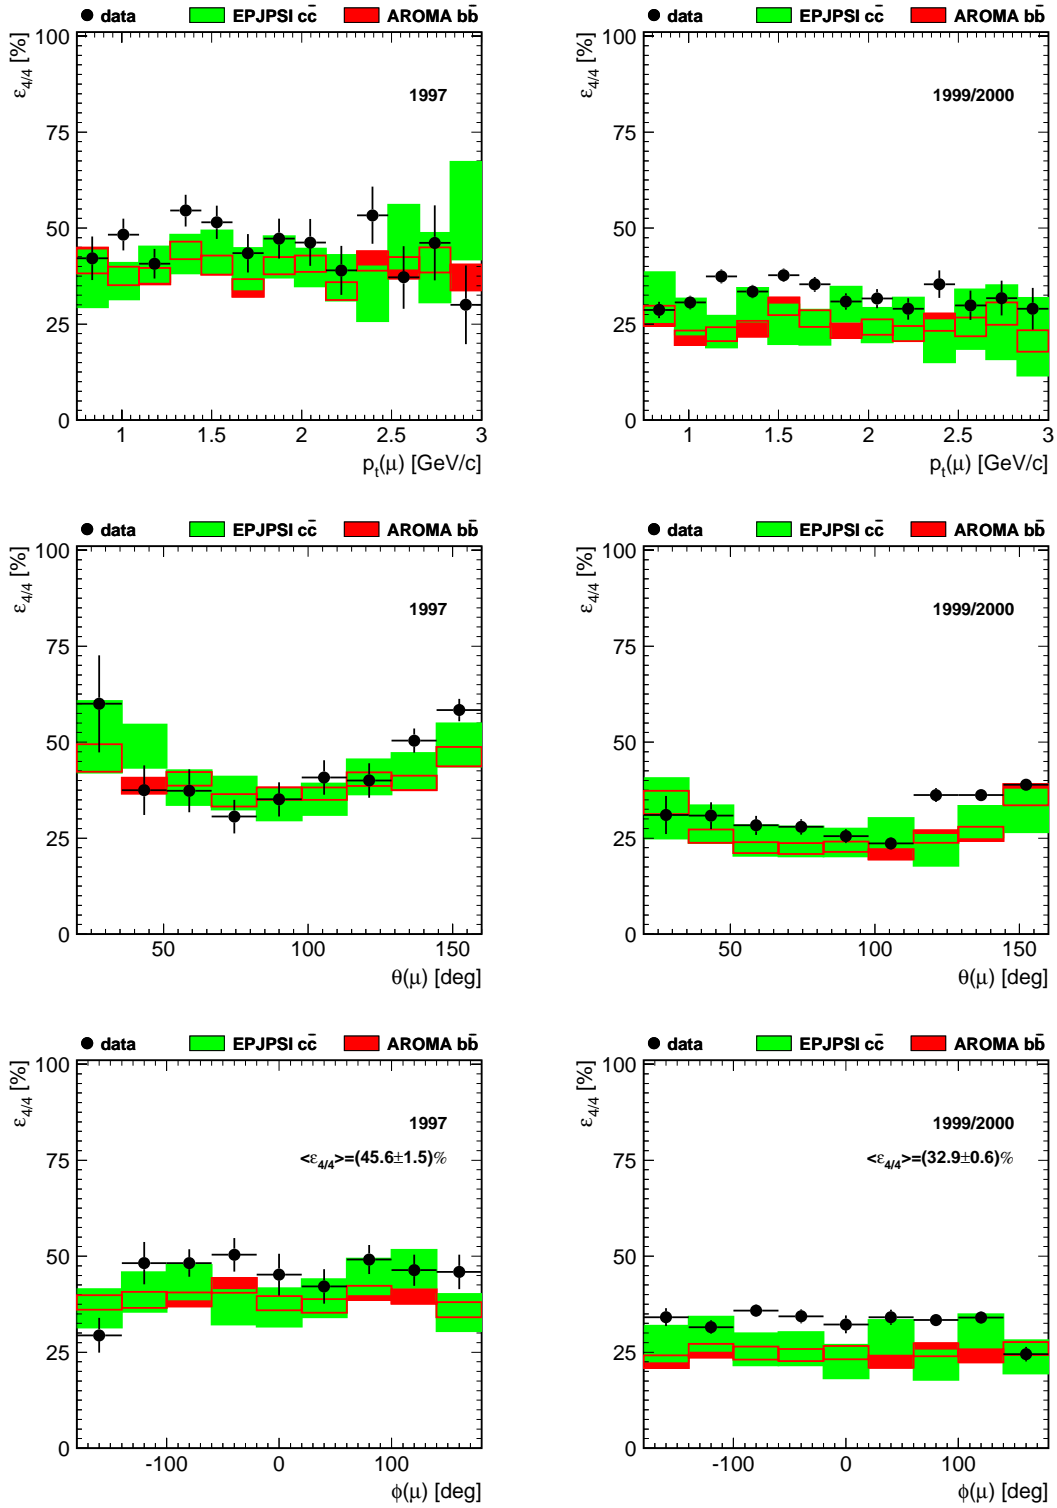 data EPJPSI cc̄ AROMA bb̄
ε4/4 [%]
1997
100
75
50
25
0
1 1.5 2 2.5 3
pt(μ) [GeV/c]
data EPJPSI cc̄ AROMA bb̄
ε4/4 [%]
1999/2000
100
75
50
25
0
1 1.5 2 2.5 3
pt(μ) [GeV/c]
data EPJPSI cc̄ AROMA bb̄
ε4/4 [%]
1997
100
75
50
25
0
50 100 150
θ(μ) [deg]
data EPJPSI cc̄ AROMA bb̄
ε4/4 [%]
1999/2000
100
75
50
25
0
50 100 150
θ(μ) [deg]
data EPJPSI cc̄ AROMA bb̄
ε4/4 [%]
1997
<ε4/4>=(45.6±1.5)%
100
75
50
25
0
-100 0 100
ϕ(μ) [deg]
data EPJPSI cc̄ AROMA bb̄
ε4/4 [%]
1999/2000
<ε4/4>=(32.9±0.6)%
100
75
50
25
0
-100 0 100
ϕ(μ) [deg]